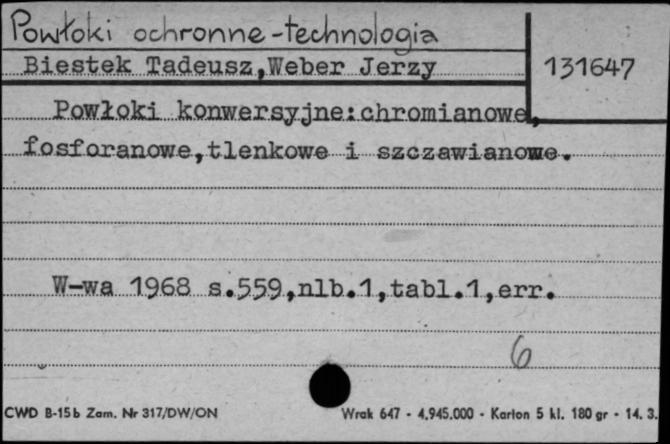 Powłoki ochronne-technologia
Biestek Tadeusz,Weber Jerzy
131647
Powłoki konwersyjne:chromianowe,
fosforanowe,tlenkowe i szczawianowe.
W-wa 1968 s.559,nlb.1,tabl.1,err.
6
CWD B-15b Zam. Nr 317/DW/ON
Wrak 647 - 4.945.000 - Karton 5 kl. 180 gr - 14. 3.